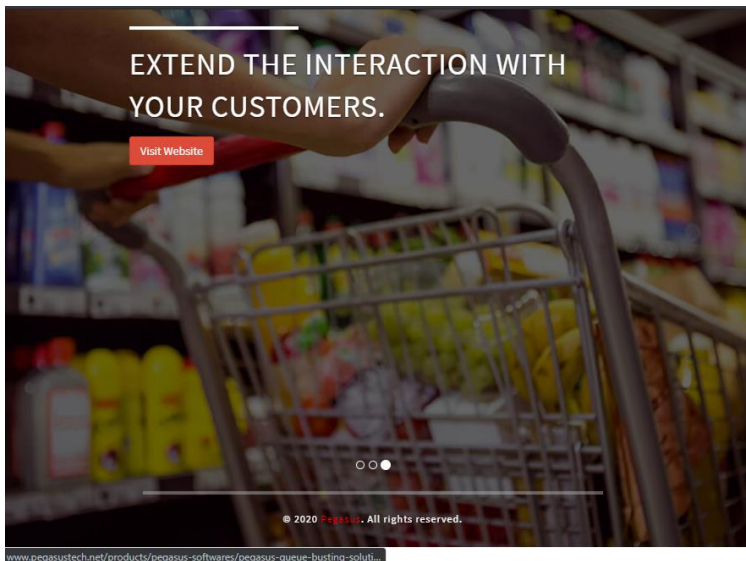 EXTEND THE INTERACTION WITH
YOUR CUSTOMERS.
Visit Website
© 2020 Pegasus. All rights reserved.
www.pegasustech.net/products/pegasus-softwares/pegasus-queue-busting-soluti...